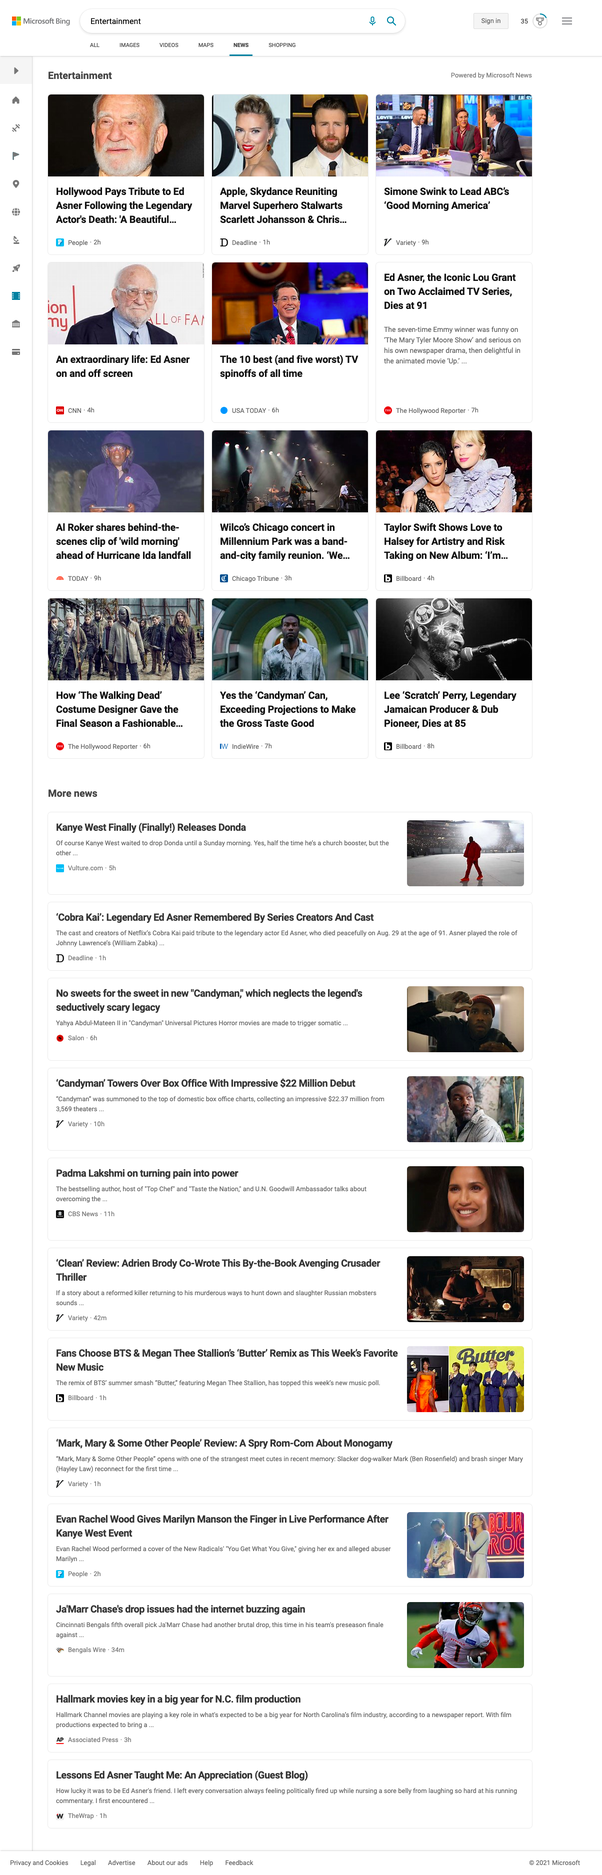 Microsoft Bing
Entertainment
Sign in
35
ALL IMAGES VIDEOS MAPS NEWS SHOPPING
Entertainment
Powered by Microsoft News
Hollywood Pays Tribute to Ed
Asner Following the Legendary
Actor's Death: 'A Beautiful...
People · 2h
Apple, Skydance Reuniting
Marvel Superhero Stalwarts
Scarlett Johansson & Chris...
Deadline · 1h
Simone Swink to Lead ABC's
'Good Morning America'
Variety · 9h
An extraordinary life: Ed Asner
on and off screen
CNN · 4h
The 10 best (and five worst) TV
spinoffs of all time
USA TODAY · 6h
Ed Asner, the Iconic Lou Grant
on Two Acclaimed TV Series,
Dies at 91
The seven-time Emmy winner was funny on
'The Mary Tyler Moore Show' and serious on
his own newspaper drama, then delightful in
the animated movie 'Up.' ...
The Hollywood Reporter · 7h
Al Roker shares behind-the-
scenes clip of 'wild morning'
ahead of Hurricane Ida landfall
TODAY · 9h
Wilco's Chicago concert in
Millennium Park was a band-
and-city family reunion. 'We...
Chicago Tribune · 3h
Taylor Swift Shows Love to
Halsey for Artistry and Risk
Taking on New Album: 'I'm...
Billboard · 4h
How 'The Walking Dead'
Costume Designer Gave the
Final Season a Fashionable...
The Hollywood Reporter · 6h
Yes the 'Candyman' Can,
Exceeding Projections to Make
the Gross Taste Good
IndieWire · 7h
Lee 'Scratch' Perry, Legendary
Jamaican Producer & Dub
Pioneer, Dies at 85
Billboard · 8h
More news
Kanye West Finally (Finally!) Releases Donda
Of course Kanye West waited to drop Donda until a Sunday morning. Yes, half the time he's a church booster, but the
other ...
Vulture.com · 5h
'Cobra Kai': Legendary Ed Asner Remembered By Series Creators And Cast
The cast and creators of Netflix's Cobra Kai paid tribute to the legendary actor Ed Asner, who died peacefully on Aug. 29 at the age of 91. Asner played the role of
Johnny Lawrence's (William Zabka) ...
Deadline · 1h
No sweets for the sweet in new "Candyman," which neglects the legend's
seductively scary legacy
Yahya Abdul-Mateen II in "Candyman" Universal Pictures Horror movies are made to trigger somatic ...
Salon · 6h
'Candyman' Towers Over Box Office With Impressive $22 Million Debut
"Candyman" was summoned to the top of domestic box office charts, collecting an impressive $22.37 million from
3,569 theaters ...
Variety · 10h
Padma Lakshmi on turning pain into power
The bestselling author, host of "Top Chef" and "Taste the Nation," and U.N. Goodwill Ambassador talks about
overcoming the ...
CBS News · 11h
'Clean' Review: Adrien Brody Co-Wrote This By-the-Book Avenging Crusader
Thriller
If a story about a reformed killer returning to his murderous ways to hunt down and slaughter Russian mobsters
sounds ...
Variety · 42m
Fans Choose BTS & Megan Thee Stallion's 'Butter' Remix as This Week's Favorite
New Music
The remix of BTS' summer smash "Butter," featuring Megan Thee Stallion, has topped this week's new music poll.
Billboard · 1h
Butter
'Mark, Mary & Some Other People' Review: A Spry Rom-Com About Monogamy
"Mark, Mary & Some Other People" opens with one of the strangest meet cutes in recent memory: Slacker dog-walker Mark (Ben Rosenfield) and brash singer Mary
(Hayley Law) reconnect for the first time ...
Variety · 1h
Evan Rachel Wood Gives Marilyn Manson the Finger in Live Performance After
Kanye West Event
Evan Rachel Wood performed a cover of the New Radicals' "You Get What You Give," giving her ex and alleged abuser
Marilyn ...
People · 2h
Ja'Marr Chase's drop issues had the internet buzzing again
Cincinnati Bengals fifth overall pick Ja'Marr Chase had another brutal drop, this time in his team's preseason finale
against ...
Bengals Wire · 34m
Hallmark movies key in a big year for N.C. film production
Hallmark Channel movies are playing a key role in what's expected to be a big year for North Carolina's film industry, according to a newspaper report. With film
productions expected to bring a ...
Associated Press · 3h
Lessons Ed Asner Taught Me: An Appreciation (Guest Blog)
How lucky it was to be Ed Asner's friend. I left every conversation always feeling politically fired up while nursing a sore belly from laughing so hard at his running
commentary. I first encountered ...
TheWrap · 1h
Privacy and Cookies Legal Advertise About our ads Help Feedback
© 2021 Microsoft